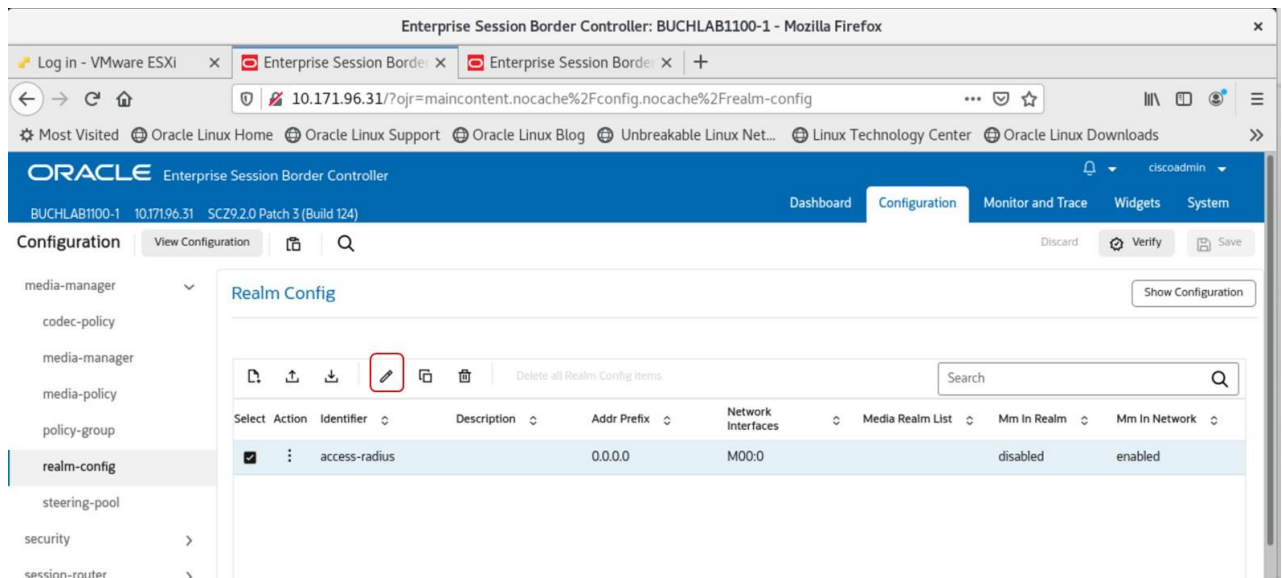 Enterprise Session Border Controller: BUCHLAB1100-1 - Mozilla Firefox
Log in - VMware ESXi
Enterprise Session Border
Enterprise Session Border
10.171.96.31/?ojr=maincontent.nocache%2Fconfig.nocache%2Frealm-config
Most Visited Oracle Linux Home Oracle Linux Support Oracle Linux Blog Unbreakable Linux Net... Linux Technology Center Oracle Linux Downloads
ORACLE Enterprise Session Border Controller
ciscoadmin
BUCHLAB1100-1 10.171.96.31 SCZ9.2.0 Patch 3 (Build 124)
Dashboard Configuration Monitor and Trace Widgets System
Configuration View Configuration Discard Verify Save
media-manager
codec-policy
media-manager
media-policy
policy-group
realm-config
steering-pool
security
session-router
Realm Config Show Configuration
Delete all Realm Config items Search
Select Action Identifier Description Addr Prefix Network Interfaces Media Realm List Mm In Realm Mm In Network
access-radius 0.0.0.0 M00:0 disabled enabled